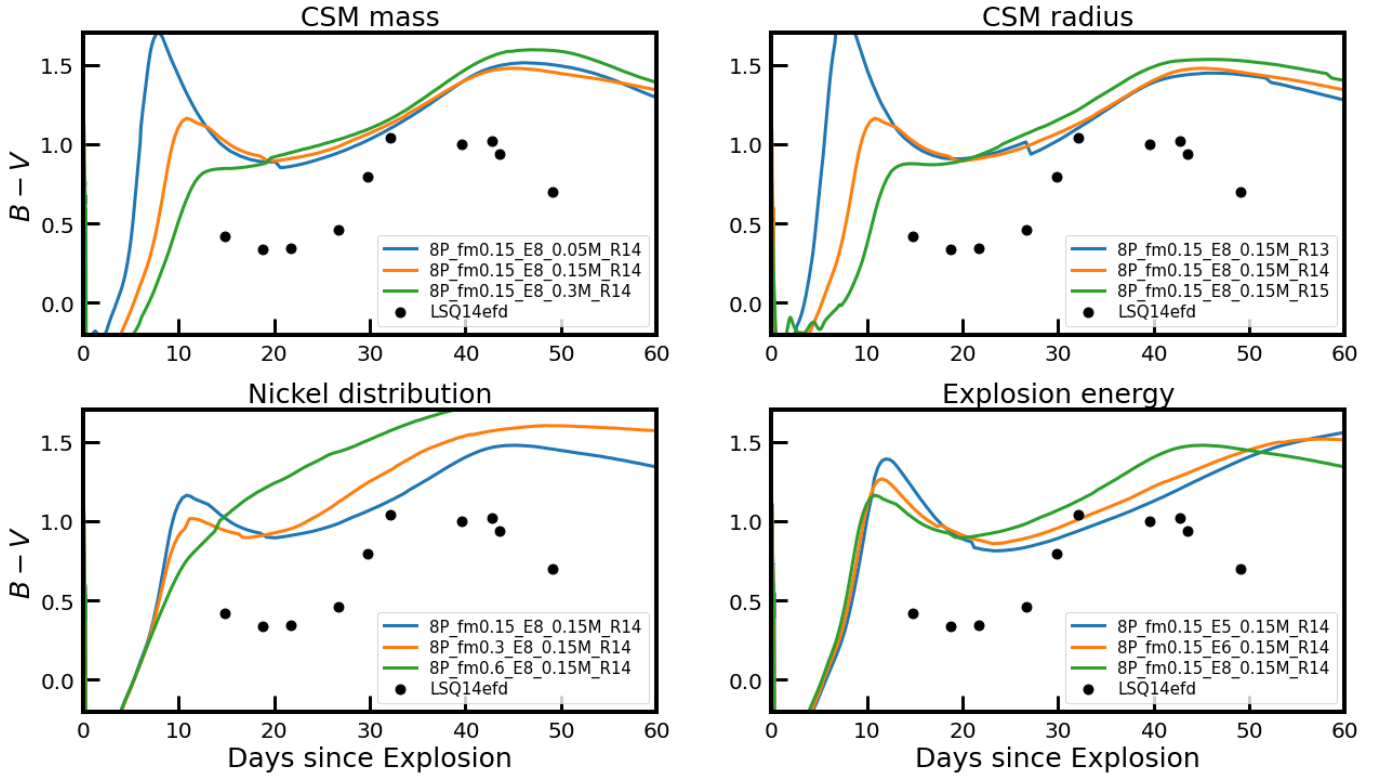 CSM mass
CSM radius
B − V
1.5
1.0
0.5
0.0
8P_fm0.15_E8_0.05M_R14
8P_fm0.15_E8_0.15M_R14
8P_fm0.15_E8_0.3M_R14
LSQ14efd
0 10 20 30 40 50 60
1.5
1.0
0.5
0.0
8P_fm0.15_E8_0.15M_R13
8P_fm0.15_E8_0.15M_R14
8P_fm0.15_E8_0.15M_R15
LSQ14efd
0 10 20 30 40 50 60
Nickel distribution
Explosion energy
B − V
1.5
1.0
0.5
0.0
8P_fm0.15_E8_0.15M_R14
8P_fm0.3_E8_0.15M_R14
8P_fm0.6_E8_0.15M_R14
LSQ14efd
0 10 20 30 40 50 60
Days since Explosion
1.5
1.0
0.5
0.0
8P_fm0.15_E5_0.15M_R14
8P_fm0.15_E6_0.15M_R14
8P_fm0.15_E8_0.15M_R14
LSQ14efd
0 10 20 30 40 50 60
Days since Explosion